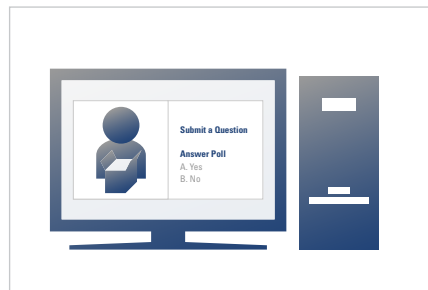 Submit a Question
Answer Poll
A. Yes
B. No